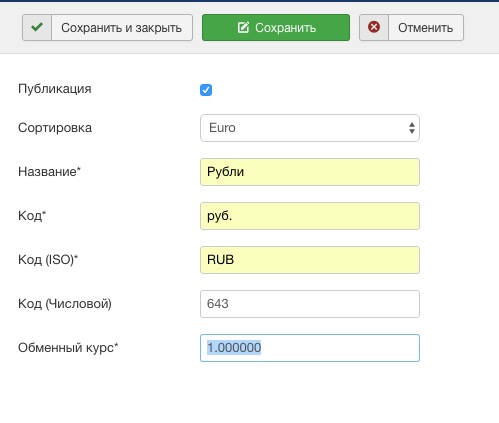 Сохранить и закрыть Сохранить Отменить
Публикация
Сортировка Euro
Название* Рубли
Код* руб.
Код (ISO)* RUB
Код (Числовой) 643
Обменный курс* 1.000000